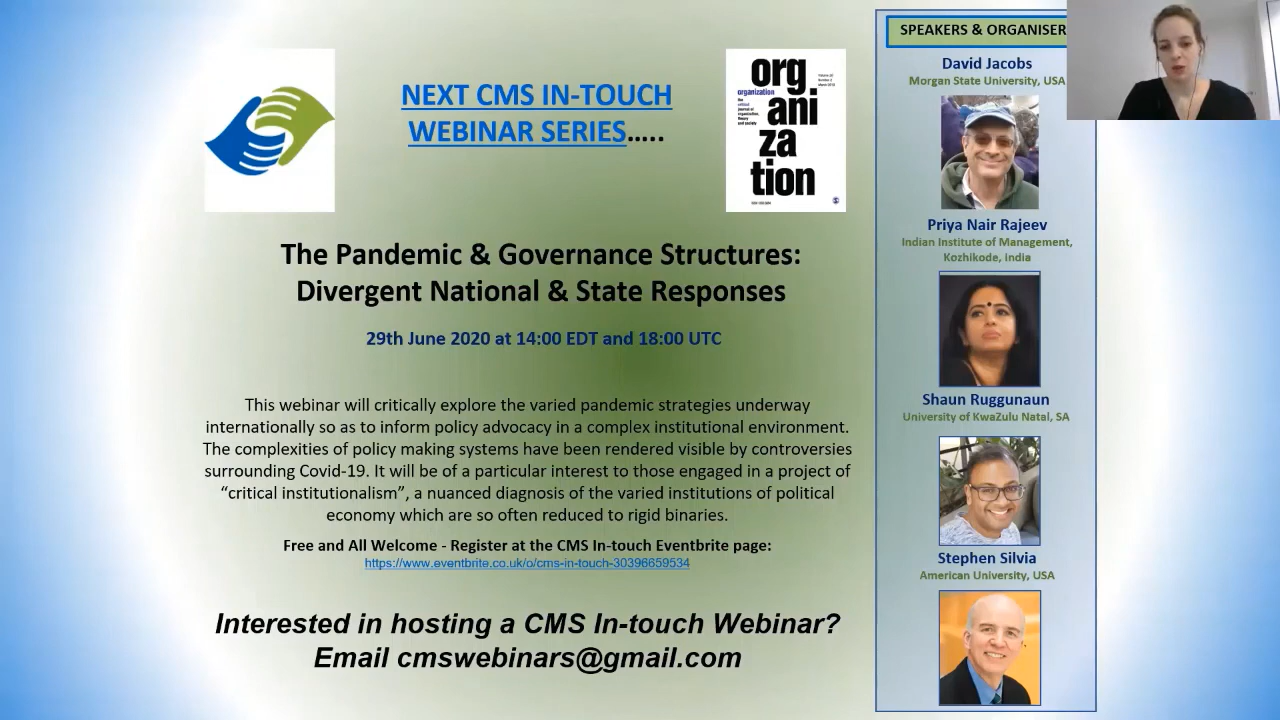 NEXT CMS IN-TOUCH
WEBINAR SERIES.....
org
organization
ani
za
tion
The Pandemic & Governance Structures:
Divergent National & State Responses
29th June 2020 at 14:00 EDT and 18:00 UTC
This webinar will critically explore the varied pandemic strategies underway
internationally so as to inform policy advocacy in a complex institutional environment.
The complexities of policy making systems have been rendered visible by controversies
surrounding Covid-19. It will be of a particular interest to those engaged in a project of
“critical institutionalism”, a nuanced diagnosis of the varied institutions of political
economy which are so often reduced to rigid binaries.
Free and All Welcome - Register at the CMS In-touch Eventbrite page:
https://www.eventbrite.co.uk/o/cms-in-touch-30396659534
Interested in hosting a CMS In-touch Webinar?
Email cmswebinars@gmail.com
SPEAKERS & ORGANISER
David Jacobs
Morgan State University, USA
Priya Nair Rajeev
Indian Institute of Management,
Kozhikode, india
Shaun Ruggunaun
University of KwaZulu Natal, SA
Stephen Silvia
American University, USA